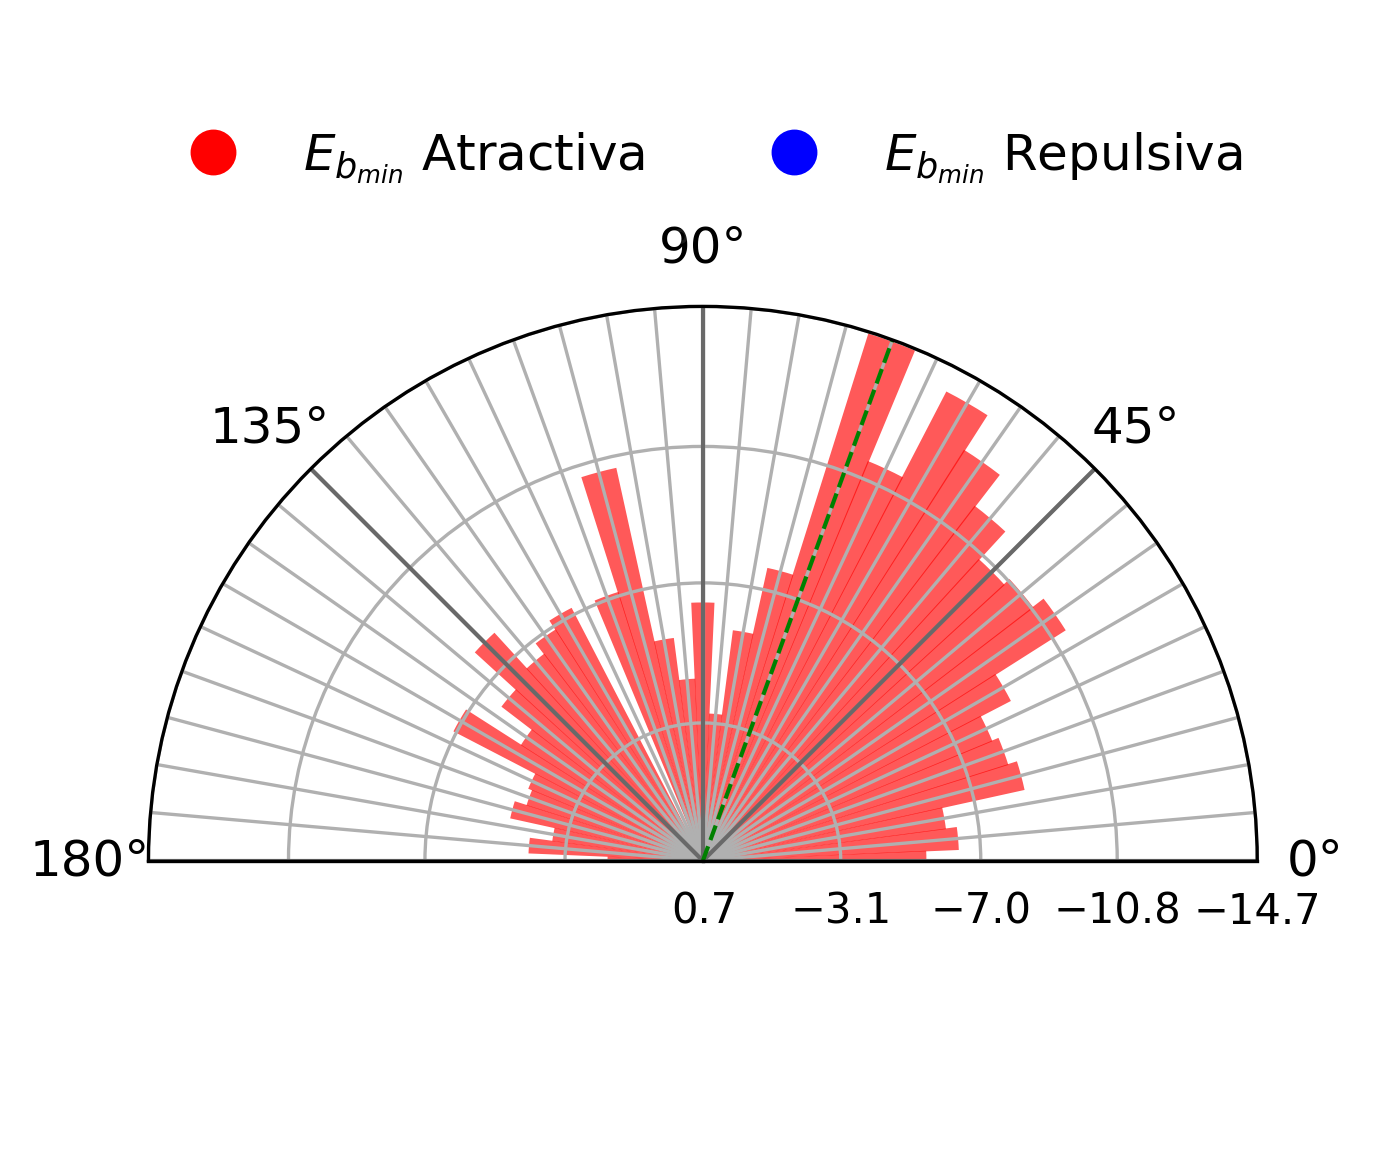 E_{b_{min}} Atractiva E_{b_{min}} Repulsiva
90°
135° 45°
180° 0°
0.7 −3.1 −7.0 −10.8 −14.7